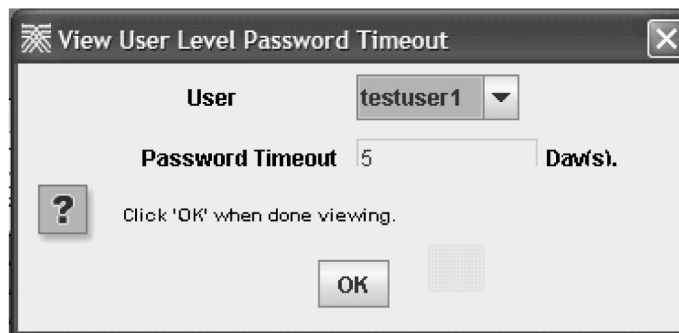 View User Level Password Timeout
User testuser1
Password Timeout 5 Day(s).
Click 'OK' when done viewing.
OK